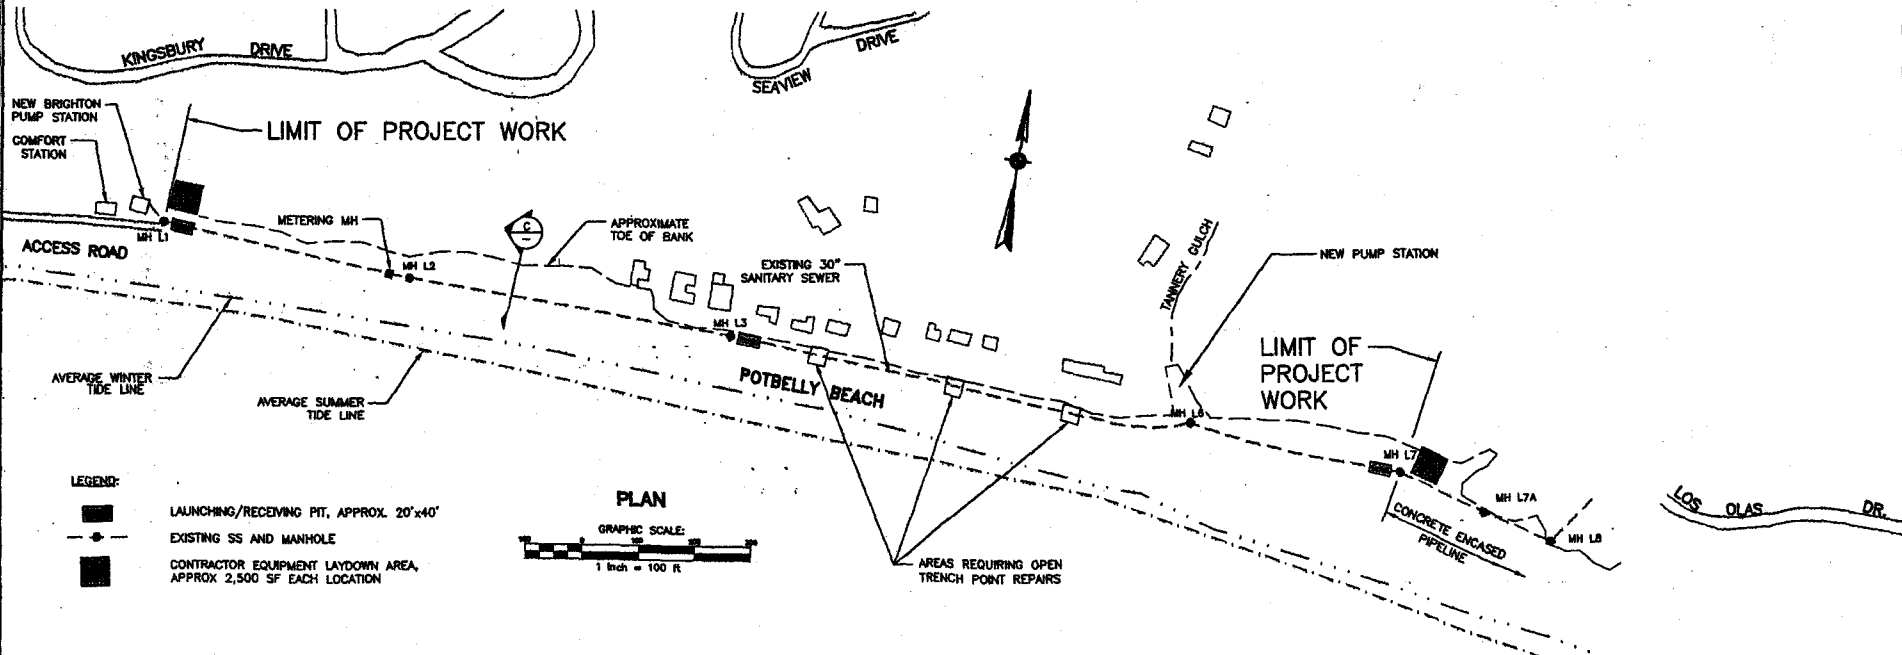 KINGSBURY DRIVE
SEAVIEW
DRIVE
NEW BRIGHTON
PUMP STATION
COMFORT
STATION
LIMIT OF PROJECT WORK
METERING MH
MH L1
MH L2
C
APPROXIMATE
TOE OF BANK
ACCESS ROAD
EXISTING 30"
SANITARY SEWER
MH L3
TANNERY GULCH
NEW PUMP STATION
LIMIT OF
PROJECT
WORK
AVERAGE WINTER
TIDE LINE
AVERAGE SUMMER
TIDE LINE
POTBELLY BEACH
MH L6
MH L7
MH L7A
MH L8
CONCRETE ENCASED
PIPELINE
LOS OLAS DR.
LEGEND:
LAUNCHING/RECEIVING PIT, APPROX. 20'x40'
EXISTING SS AND MANHOLE
CONTRACTOR EQUIPMENT LAYDOWN AREA,
APPROX 2,500 SF EACH LOCATION
PLAN
GRAPHIC SCALE:
100 0 100 200
1 inch = 100 ft
AREAS REQUIRING OPEN
TRENCH POINT REPAIRS